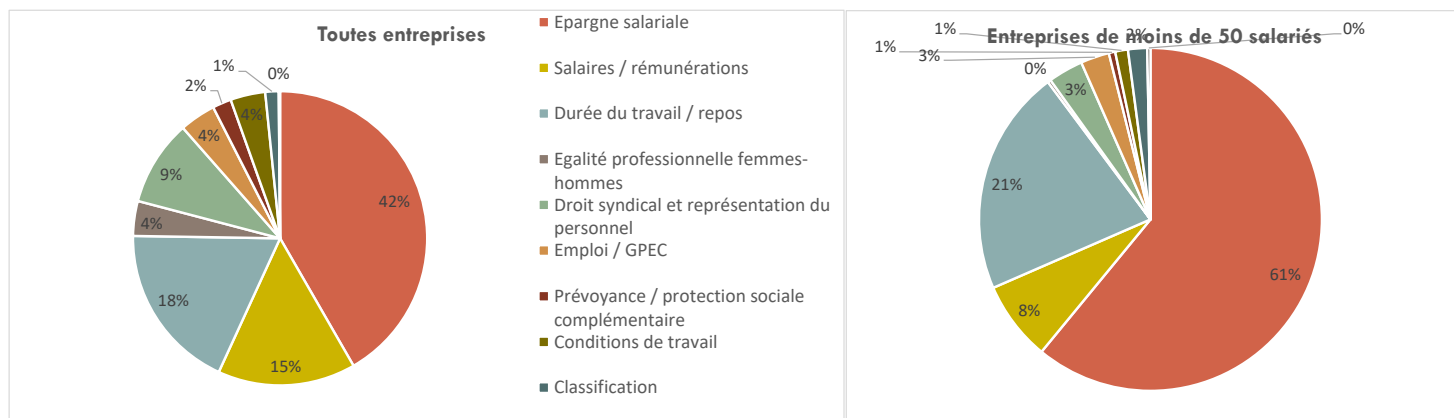 Toutes entreprises
1%
0%
2%
4%
4%
9%
4%
18%
15%
42%
Epargne salariale
Salaires / rémunérations
Durée du travail / repos
Egalité professionnelle femmes-
hommes
Droit syndical et représentation du
personnel
Emploi / GPEC
Prévoyance / protection sociale
complémentaire
Conditions de travail
Classification
Entreprises de moins de 50 salariés
1%
2%
0%
1%
3%
0%
3%
21%
8%
61%